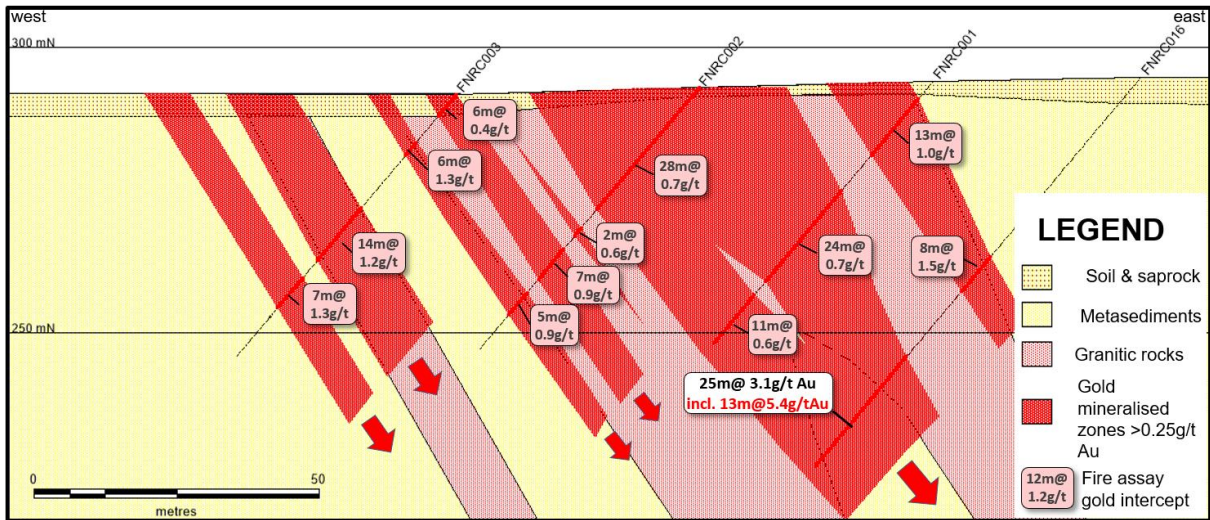 west
east
300 mN
FNRC003
FNRC002
FNRC001
FNRC016
6m@
0.4g/t
6m@
1.3g/t
13m@
1.0g/t
28m@
0.7g/t
14m@
1.2g/t
2m@
0.6g/t
24m@
0.7g/t
8m@
1.5g/t
7m@
0.9g/t
7m@
1.3g/t
5m@
0.9g/t
11m@
0.6g/t
250 mN
25m@ 3.1g/t Au
incl. 13m@5.4g/tAu
0
50
metres
LEGEND
Soil & saprock
Metasediments
Granitic rocks
Gold
mineralised
zones >0.25g/t
Au
12m@
1.2g/t
Fire assay
gold intercept